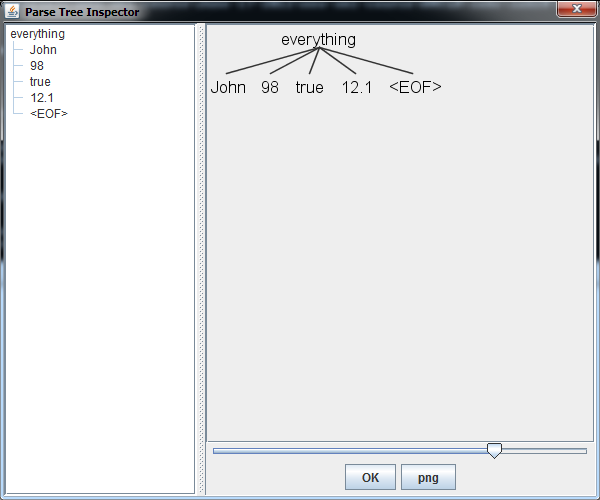 Parse Tree Inspector
everything
John
98
true
12.1
<EOF>
everything
John 98 true 12.1 <EOF>
OK png